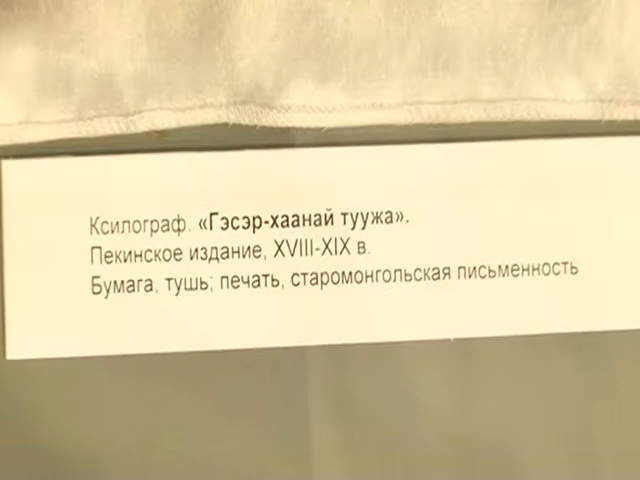 Ксилограф. «Гэсэр-хаанай туужа».
Пекинское издание, XVIII-XIX в.
Бумага, тушь; печать, старомонгольская письменность